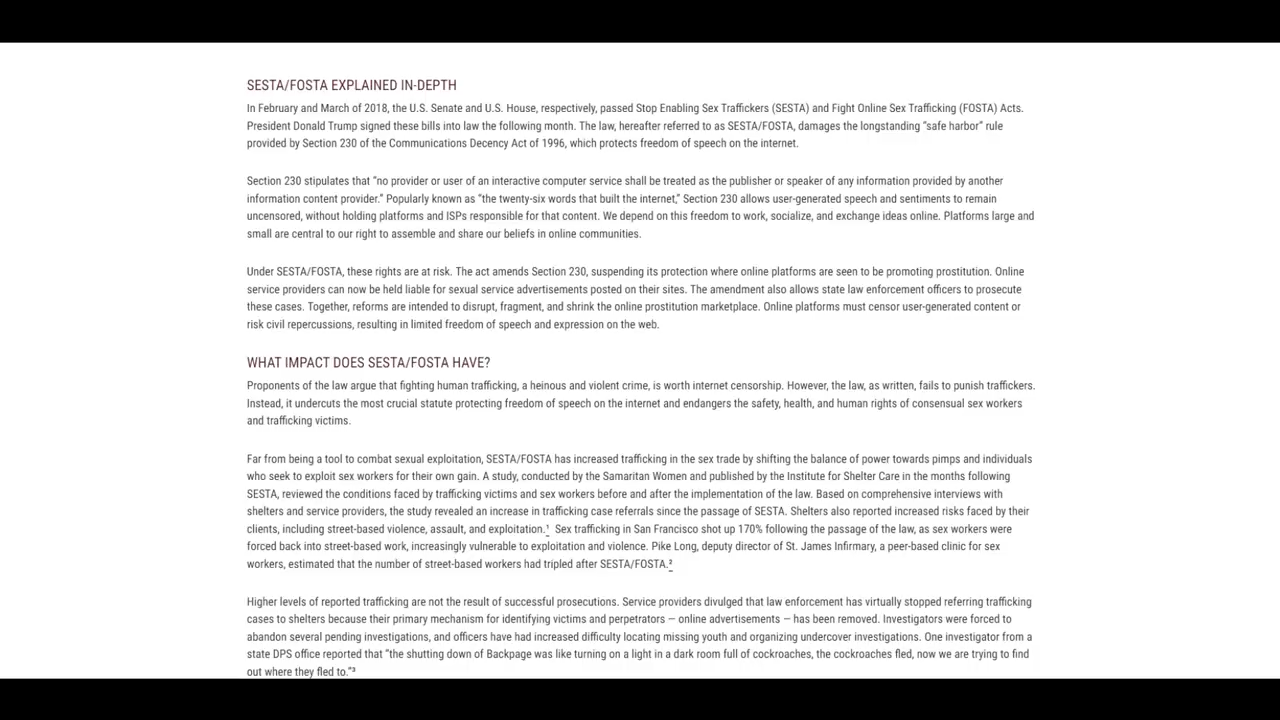 SESTA/FOSTA EXPLAINED IN-DEPTH
In February and March of 2018, the U.S. Senate and U.S. House, respectively, passed Stop Enabling Sex Traffickers (SESTA) and Fight Online Sex Trafficking (FOSTA) Acts.
President Donald Trump signed these bills into law the following month. The law, hereafter referred to as SESTA/FOSTA, damages the longstanding “safe harbor” rule
provided by Section 230 of the Communications Decency Act of 1996, which protects freedom of speech on the internet.
Section 230 stipulates that “no provider or user of an interactive computer service shall be treated as the publisher or speaker of any information provided by another
information content provider.” Popularly known as “the twenty-six words that built the internet,” Section 230 allows user-generated speech and sentiments to remain
uncensored, without holding platforms and ISPs responsible for that content. We depend on this freedom to work, socialize, and exchange ideas online. Platforms large and
small are central to our right to assemble and share our beliefs in online communities.
Under SESTA/FOSTA, these rights are at risk. The act amends Section 230, suspending its protection where online platforms are seen to be promoting prostitution. Online
service providers can now be held liable for sexual service advertisements posted on their sites. The amendment also allows state law enforcement officers to prosecute
these cases. Together, reforms are intended to disrupt, fragment, and shrink the online prostitution marketplace. Online platforms must censor user-generated content or
risk civil repercussions, resulting in limited freedom of speech and expression on the web.
WHAT IMPACT DOES SESTA/FOSTA HAVE?
Proponents of the law argue that fighting human trafficking, a heinous and violent crime, is worth internet censorship. However, the law, as written, fails to punish traffickers.
Instead, it undercuts the most crucial statute protecting freedom of speech on the internet and endangers the safety, health, and human rights of consensual sex workers
and trafficking victims.
Far from being a tool to combat sexual exploitation, SESTA/FOSTA has increased trafficking in the sex trade by shifting the balance of power towards pimps and individuals
who seek to exploit sex workers for their own gain. A study, conducted by the Samaritan Women and published by the Institute for Shelter Care in the months following
SESTA, reviewed the conditions faced by trafficking victims and sex workers before and after the implementation of the law. Based on comprehensive interviews with
shelters and service providers, the study revealed an increase in trafficking case referrals since the passage of SESTA. Shelters also reported increased risks faced by their
clients, including street-based violence, assault, and exploitation.¹ Sex trafficking in San Francisco shot up 170% following the passage of the law, as sex workers were
forced back into street-based work, increasingly vulnerable to exploitation and violence. Pike Long, deputy director of St. James Infirmary, a peer-based clinic for sex
workers, estimated that the number of street-based workers had tripled after SESTA/FOSTA.²
Higher levels of reported trafficking are not the result of successful prosecutions. Service providers divulged that law enforcement has virtually stopped referring trafficking
cases to shelters because their primary mechanism for identifying victims and perpetrators — online advertisements — has been removed. Investigators were forced to
abandon several pending investigations, and officers have had increased difficulty locating missing youth and organizing undercover investigations. One investigator from a
state DPS office reported that “the shutting down of Backpage was like turning on a light in a dark room full of cockroaches, the cockroaches fled, now we are trying to find
out where they fled to.”³